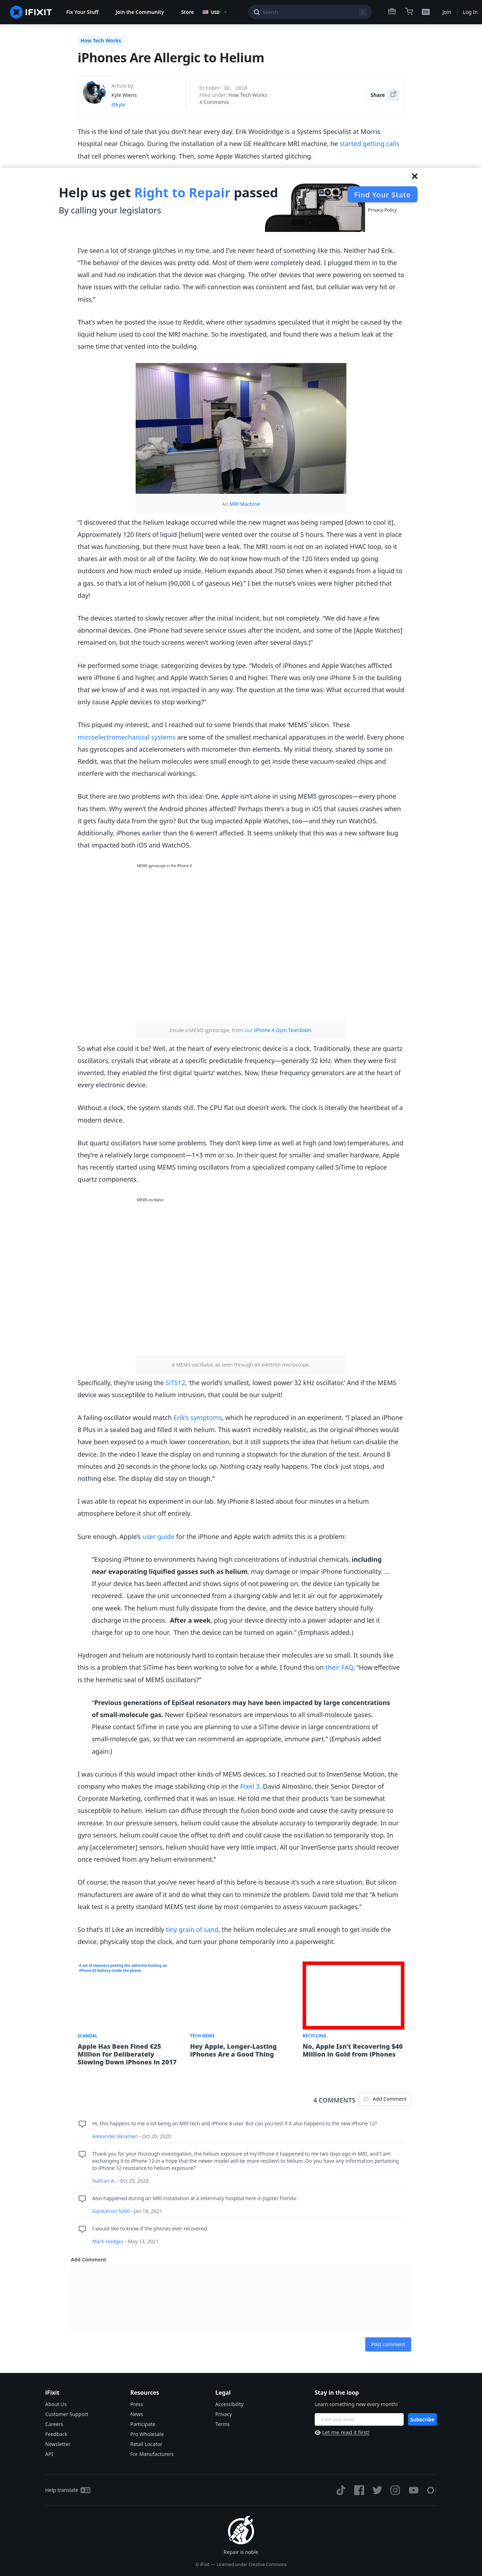 IFIXIT
Fix Your Stuff
Join the Community
Store
USD
Search
/
EN
Join
Log In
How Tech Works
iPhones Are Allergic to Helium
Article by:
Kyle Wiens
@kyle
October 30, 2018
Filed under: How Tech Works
4 Comments
Share
This is the kind of tale that you don’t hear every day. Erik Wooldridge is a Systems Specialist at Morris
Hospital near Chicago. During the installation of a new GE Healthcare MRI machine, he started getting calls
that cell phones weren’t working. Then, some Apple Watches started glitching.
Help us get Right to Repair passed
By calling your legislators
Find Your State
Privacy Policy
I’ve seen a lot of strange glitches in my time, and I’ve never heard of something like this. Neither had Erik.
“The behavior of the devices was pretty odd. Most of them were completely dead. I plugged them in to the
wall and had no indication that the device was charging. The other devices that were powering on seemed to
have issues with the cellular radio. The wifi connection was consistent and fast, but cellular was very hit or
miss.”
That’s when he posted the issue to Reddit, where other sysadmins speculated that it might be caused by the
liquid helium used to cool the MRI machine. So he investigated, and found there was a helium leak at the
same time that vented into the building.
An MRI Machine
“I discovered that the helium leakage occurred while the new magnet was being ramped [down to cool it].
Approximately 120 liters of liquid [helium] were vented over the course of 5 hours. There was a vent in place
that was functioning, but there must have been a leak. The MRI room is not on an isolated HVAC loop, so it
shares air with most or all of the facility. We do not know how much of the 120 liters ended up going
outdoors and how much ended up inside. Helium expands about 750 times when it expands from a liquid to
a gas, so that’s a lot of helium (90,000 L of gaseous He).” I bet the nurse’s voices were higher pitched that
day!
The devices started to slowly recover after the initial incident, but not completely. “We did have a few
abnormal devices. One iPhone had severe service issues after the incident, and some of the [Apple Watches]
remained on, but the touch screens weren’t working (even after several days.)”
He performed some triage, categorizing devices by type. “Models of iPhones and Apple Watches afflicted
were iPhone 6 and higher, and Apple Watch Series 0 and higher. There was only one iPhone 5 in the building
that we know of and it was not impacted in any way. The question at the time was: What occurred that would
only cause Apple devices to stop working?”
This piqued my interest, and I reached out to some friends that make ‘MEMS’ silicon. These
microelectromechanical systems are some of the smallest mechanical apparatuses in the world. Every phone
has gyroscopes and accelerometers with micrometer-thin elements. My initial theory, shared by some on
Reddit, was that the helium molecules were small enough to get inside these vacuum-sealed chips and
interfere with the mechanical workings.
But there are two problems with this idea: One, Apple isn’t alone in using MEMS gyroscopes—every phone
has them. Why weren’t the Android phones affected? Perhaps there’s a bug in iOS that causes crashes when
it gets faulty data from the gyro? But the bug impacted Apple Watches, too—and they run WatchOS.
Additionally, iPhones earlier than the 6 weren’t affected. It seems unlikely that this was a new software bug
that impacted both iOS and WatchOS.
MEMS gyroscope in the iPhone 4
Inside a MEMS gyroscope, from our iPhone 4 Gyro Teardown.
So what else could it be? Well, at the heart of every electronic device is a clock. Traditionally, these are quartz
oscillators, crystals that vibrate at a specific predictable frequency—generally 32 kHz. When they were first
invented, they enabled the first digital ‘quartz’ watches. Now, these frequency generators are at the heart of
every electronic device.
Without a clock, the system stands still. The CPU flat out doesn’t work. The clock is literally the heartbeat of a
modern device.
But quartz oscillators have some problems. They don’t keep time as well at high (and low) temperatures, and
they’re a relatively large component—1×3 mm or so. In their quest for smaller and smaller hardware, Apple
has recently started using MEMS timing oscillators from a specialized company called SiTime to replace
quartz components.
MEMS oscillator
A MEMS oscillator, as seen through an electron microscope.
Specifically, they’re using the SiT512, ‘the world’s smallest, lowest power 32 kHz oscillator.’ And if the MEMS
device was susceptible to helium intrusion, that could be our culprit!
A failing oscillator would match Erik’s symptoms, which he reproduced in an experiment. “I placed an iPhone
8 Plus in a sealed bag and filled it with helium. This wasn’t incredibly realistic, as the original iPhones would
have been exposed to a much lower concentration, but it still supports the idea that helium can disable the
device. In the video I leave the display on and running a stopwatch for the duration of the test. Around 8
minutes and 20 seconds in the phone locks up. Nothing crazy really happens. The clock just stops, and
nothing else. The display did stay on though.”
I was able to repeat his experiment in our lab. My iPhone 8 lasted about four minutes in a helium
atmosphere before it shut off entirely.
Sure enough, Apple’s user guide for the iPhone and Apple watch admits this is a problem:
“Exposing iPhone to environments having high concentrations of industrial chemicals, including
near evaporating liquified gasses such as helium, may damage or impair iPhone functionality. …
If your device has been affected and shows signs of not powering on, the device can typically be
recovered.  Leave the unit unconnected from a charging cable and let it air out for approximately
one week. The helium must fully dissipate from the device, and the device battery should fully
discharge in the process.  After a week, plug your device directly into a power adapter and let it
charge for up to one hour.  Then the device can be turned on again.” (Emphasis added.)
Hydrogen and helium are notoriously hard to contain because their molecules are so small. It sounds like
this is a problem that SiTime has been working to solve for a while. I found this on their FAQ, “How effective
is the hermetic seal of MEMS oscillators?”
“Previous generations of EpiSeal resonators may have been impacted by large concentrations
of small-molecule gas. Newer EpiSeal resonators are impervious to all small-molecule gases.
Please contact SiTime in case you are planning to use a SiTime device in large concentrations of
small-molecule gas, so that we can recommend an appropriate, immune part.” (Emphasis added
again.)
I was curious if this would impact other kinds of MEMS devices, so I reached out to InvenSense Motion, the
company who makes the image stabilizing chip in the Pixel 3. David Almoslino, their Senior Director of
Corporate Marketing, confirmed that it was an issue. He told me that their products “can be somewhat
susceptible to helium. Helium can diffuse through the fusion bond oxide and cause the cavity pressure to
increase. In our pressure sensors, helium could cause the absolute accuracy to temporarily degrade. In our
gyro sensors, helium could cause the offset to drift and could cause the oscillation to temporarily stop. In
any [accelerometer] sensors, helium should have very little impact. All our InvenSense parts should recover
once removed from any helium environment.”
Of course, the reason that you’ve never heard of this before is because it’s such a rare situation. But silicon
manufacturers are aware of it and do what they can to minimize the problem. David told me that “A helium
leak test is a pretty standard MEMS test done by most companies to assess vacuum packages.”
So that’s it! Like an incredibly tiny grain of sand, the helium molecules are small enough to get inside the
device, physically stop the clock, and turn your phone temporarily into a paperweight.
A set of tweezers peeling the adhesive holding an
iPhone 6S battery inside the phone.
SCANDAL
Apple Has Been Fined €25
Million for Deliberately
Slowing Down iPhones in 2017
TECH NEWS
Hey Apple, Longer-Lasting
iPhones Are a Good Thing
RECYCLING
No, Apple Isn’t Recovering $40
Million in Gold from iPhones
4 COMMENTS
Add Comment
Hi, this happens to me a lot being an MRI tech and iPhone 8 user. But can you test if it also happens to the new iPhone 12?
Alexander Akselsen - Oct 20, 2020
Thank you for your thorough investigation, the helium exposure of my iPhone X happened to me two days ago in MRI, and I am
exchanging it to iPhone 12 in a hope that the newer model will be more resilient to helium. Do you have any information pertaining
to iPhone 12 resistance to helium exposure?
Nathan A. - Oct 25, 2020
Also happened during an MRI installation at a veterinary hospital here in Jupiter Florida.
Gankatron 5000 - Jan 18, 2021
I would like to know if the phones ever recovered.
Mark Hodges - May 13, 2021
Add Comment
Post comment
iFixit
About Us
Customer Support
Careers
Feedback
Newsletter
API
Resources
Press
News
Participate
Pro Wholesale
Retail Locator
For Manufacturers
Legal
Accessibility
Privacy
Terms
Stay in the loop
Learn something new every month!
Enter your email:
Subscribe
Let me read it first!
Help translate
Repair is noble
© iFixit — Licensed under Creative Commons